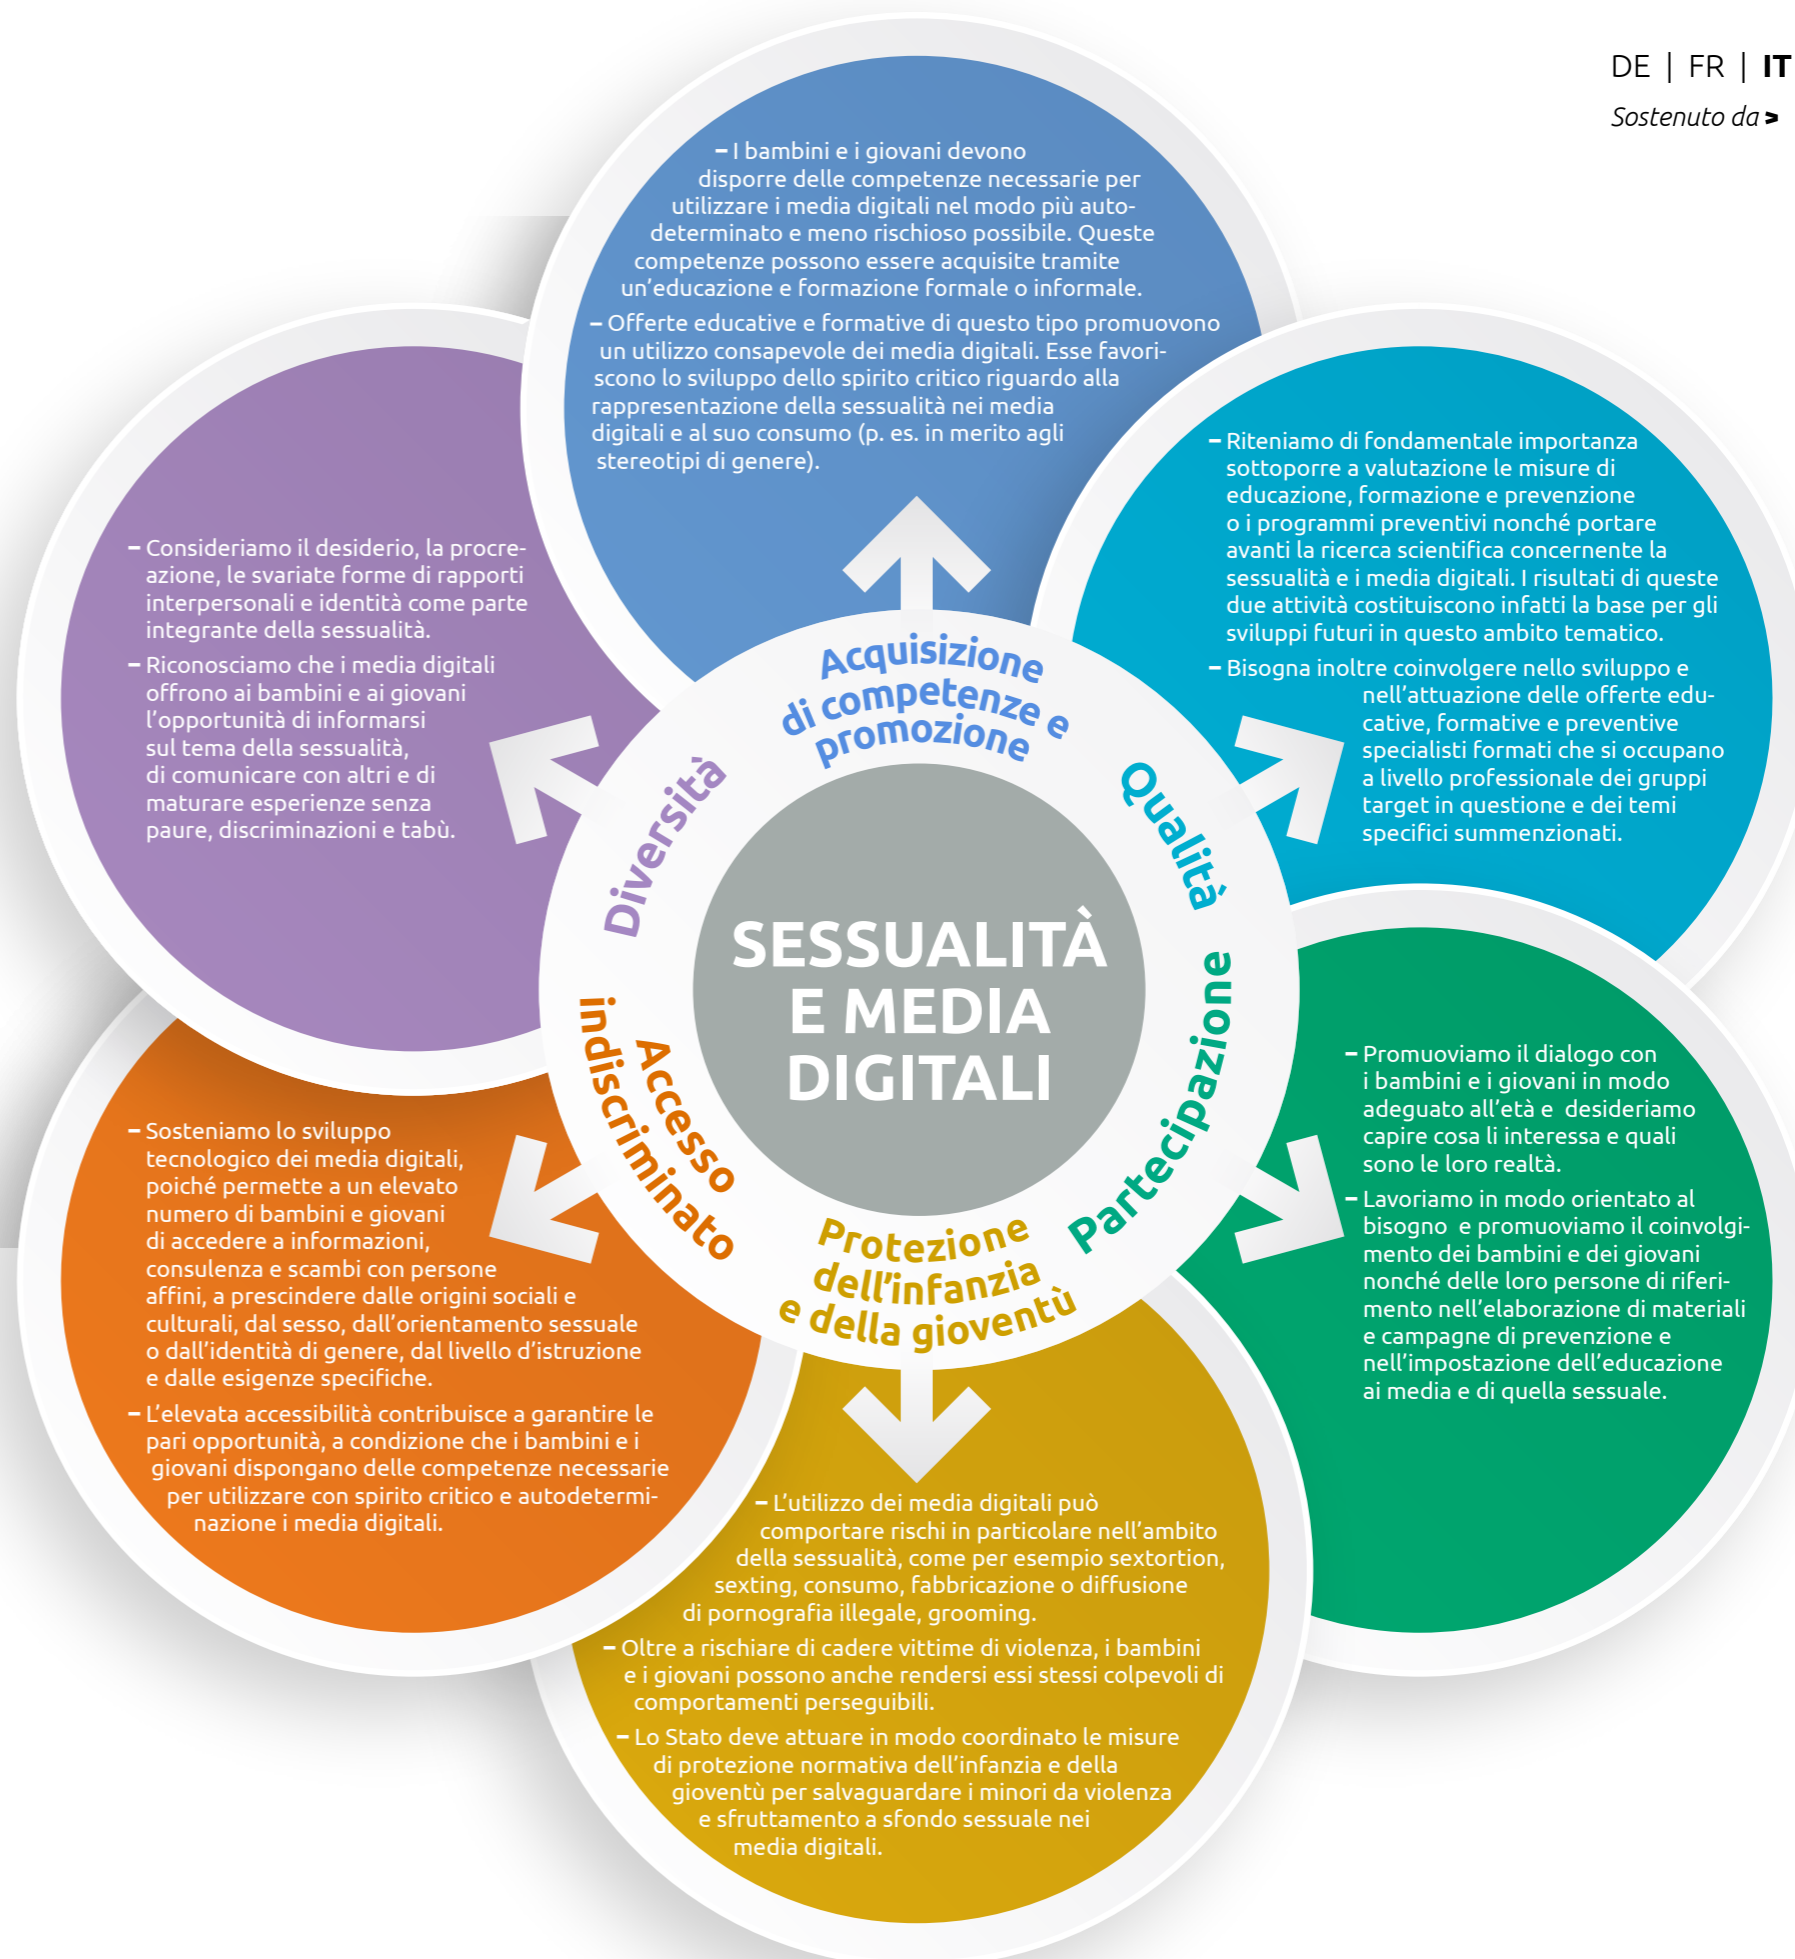 DE | FR | IT
Sostenuto da >
– I bambini e i giovani devono
disporre delle competenze necessarie per
utilizzare i media digitali nel modo più auto-
determinato e meno rischioso possibile. Queste
competenze possono essere acquisite tramite
un’educazione e formazione formale o informale.
– Offerte educative e formative di questo tipo promuovono
un utilizzo consapevole dei media digitali. Esse favori-
scono lo sviluppo dello spirito critico riguardo alla
rappresentazione della sessualità nei media
digitali e al suo consumo (p. es. in merito agli
stereotipi di genere).
– Riteniamo di fondamentale importanza
sottoporre a valutazione le misure di
educazione, formazione e prevenzione
o i programmi preventivi nonché portare
avanti la ricerca scientifica concernente la
sessualità e i media digitali. I risultati di queste
due attività costituiscono infatti la base per gli
sviluppi futuri in questo ambito tematico.
– Bisogna inoltre coinvolgere nello sviluppo e
nell’attuazione delle offerte edu-
cative, formative e preventive
specialisti formati che si occupano
a livello professionale dei gruppi
target in questione e dei temi
specifici summenzionati.
– Promuoviamo il dialogo con
i bambini e i giovani in modo
adeguato all’età e desideriamo
capire cosa li interessa e quali
sono le loro realtà.
– Lavoriamo in modo orientato al
bisogno e promuoviamo il coinvolgi-
mento dei bambini e dei giovani
nonché delle loro persone di riferi-
mento nell’elaborazione di materiali
e campagne di prevenzione e
nell’impostazione dell’educazione
ai media e di quella sessuale.
– L’utilizzo dei media digitali può
comportare rischi in particolare nell’ambito
della sessualità, come per esempio sextortion,
sexting, consumo, fabbricazione o diffusione
di pornografia illegale, grooming.
– Oltre a rischiare di cadere vittime di violenza, i bambini
e i giovani possono anche rendersi essi stessi colpevoli di
comportamenti perseguibili.
– Lo Stato deve attuare in modo coordinato le misure
di protezione normativa dell’infanzia e della
gioventù per salvaguardare i minori da violenza
e sfruttamento a sfondo sessuale nei
media digitali.
– Sosteniamo lo sviluppo
tecnologico dei media digitali,
poiché permette a un elevato
numero di bambini e giovani
di accedere a informazioni,
consulenza e scambi con persone
affini, a prescindere dalle origini sociali e
culturali, dal sesso, dall’orientamento sessuale
o dall’identità di genere, dal livello d’istruzione
e dalle esigenze specifiche.
– L’elevata accessibilità contribuisce a garantire le
pari opportunità, a condizione che i bambini e i
giovani dispongano delle competenze necessarie
per utilizzare con spirito critico e autodetermi-
nazione i media digitali.
– Consideriamo il desiderio, la procre-
azione, le svariate forme di rapporti
interpersonali e identità come parte
integrante della sessualità.
– Riconosciamo che i media digitali
offrono ai bambini e ai giovani
l’opportunità di informarsi
sul tema della sessualità,
di comunicare con altri e di
maturare esperienze senza
paure, discriminazioni e tabù.
Acquisizione
di competenze e
promozione
Qualità
Partecipazione
Protezione
dell’infanzia
e della gioventù
Accesso
indiscriminato
Diversità
SESSUALITÀ
E MEDIA
DIGITALI